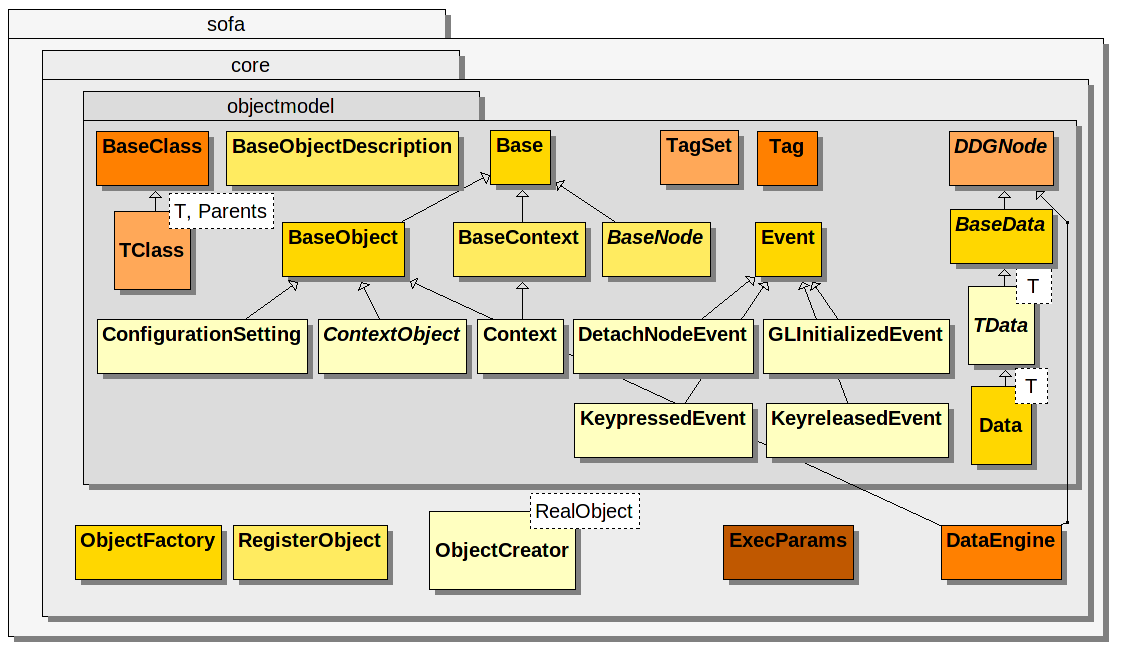 sofa
core
objectmodel
BaseClass
BaseObjectDescription
Base
TagSet
Tag
DDGNode
T, Parents
TClass
BaseObject
BaseContext
BaseNode
Event
BaseData
T
ConfigurationSetting
ContextObject
Context
DetachNodeEvent
GLInitializedEvent
TData
T
KeypressedEvent
KeyreleasedEvent
Data
RealObject
ObjectFactory
RegisterObject
ObjectCreator
ExecParams
DataEngine